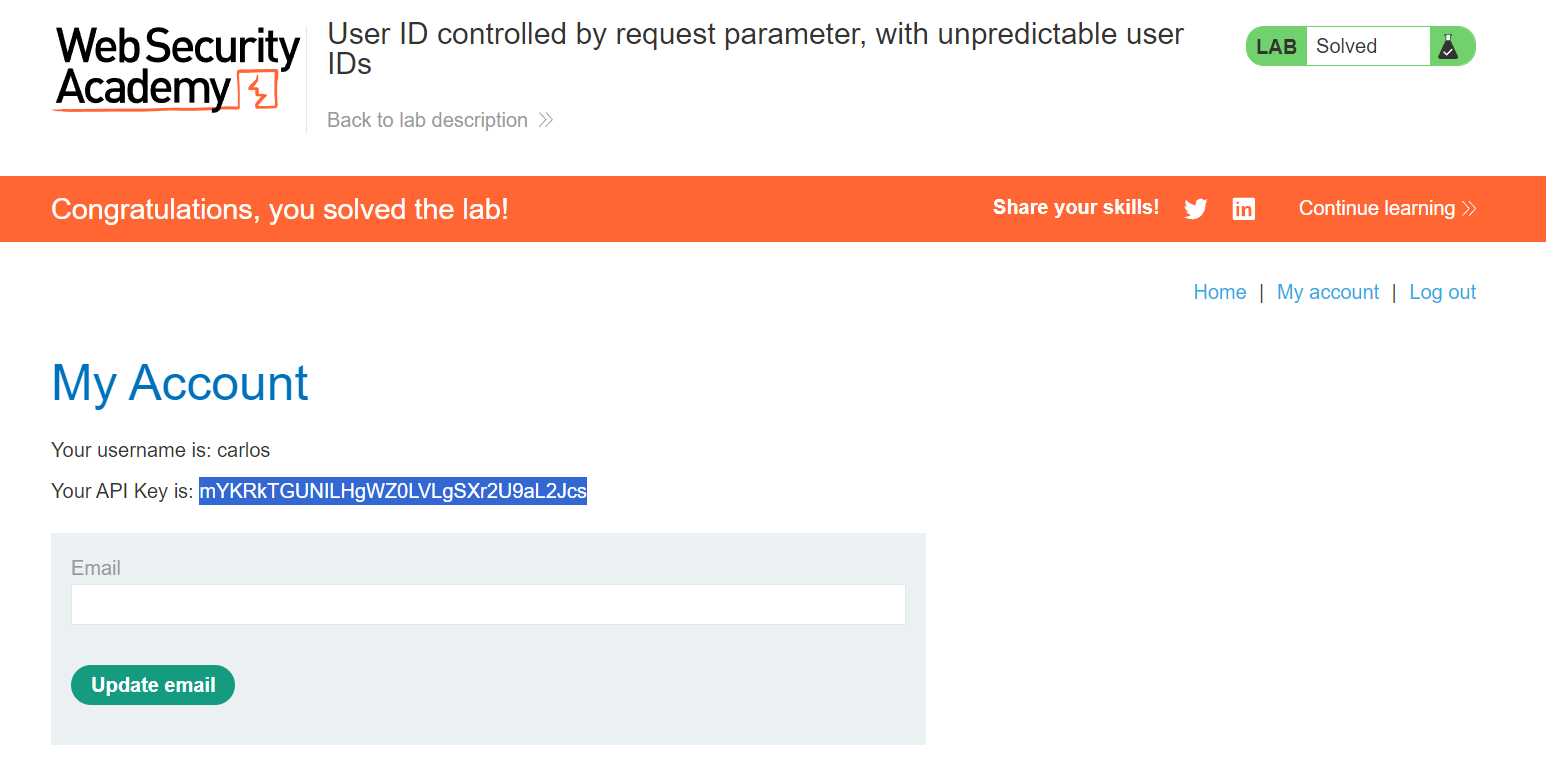 Web Security
Academy
User ID controlled by request parameter, with unpredictable user
IDs
Back to lab description
LAB Solved
Congratulations, you solved the lab!
Share your skills!
Continue learning
Home | My account | Log out
My Account
Your username is: carlos
Your API Key is: mYKRkTGUNILHgWZ0LVLgSXr2U9aL2Jcs
Email
Update email